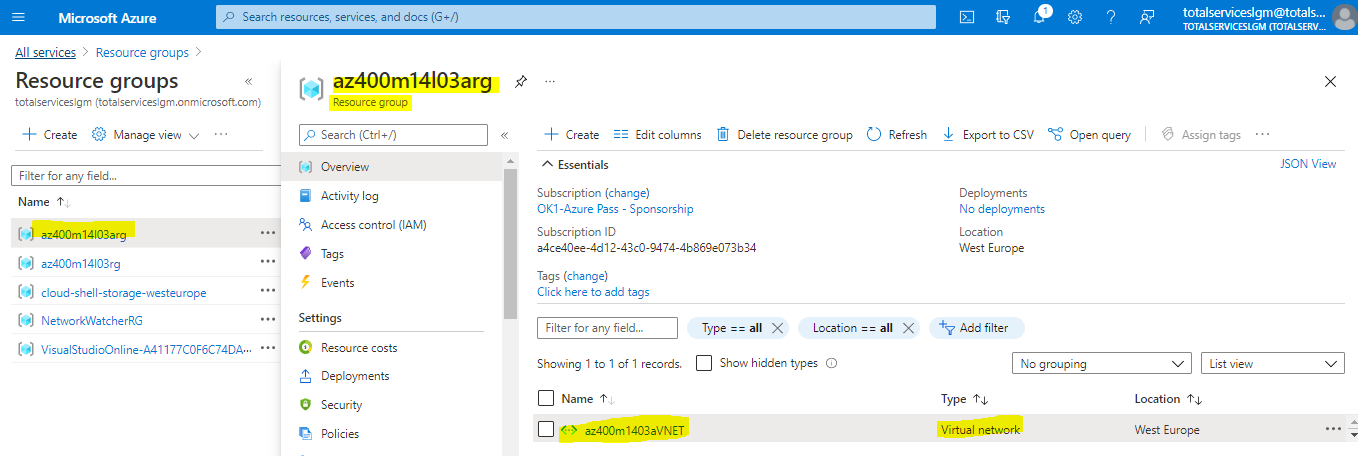 Microsoft Azure
Search resources, services, and docs (G+/)
1
totalserviceslgm@totals...
TOTALSERVICESLGM (TOTALSERV...
All services > Resource groups >
Resource groups
totalserviceslgm (totalserviceslgm.onmicrosoft.com)
+ Create
Manage view
...
Filter for any field...
Name ↑↓
az400m14l03arg
az400m14l03rg
cloud-shell-storage-westeurope
NetworkWatcherRG
VisualStudioOnline-A41177C0F6C74DA...
az400m14l03arg
...
Resource group
Search (Ctrl+/)
«
Overview
Activity log
Access control (IAM)
Tags
Events
Settings
Resource costs
Deployments
Security
Policies
+ Create
Edit columns
Delete resource group
Refresh
Export to CSV
Open query
Assign tags
...
Essentials
JSON View
Subscription (change)
OK1-Azure Pass - Sponsorship
Subscription ID
a4ce40ee-4d12-43c0-9474-4b869e073b34
Deployments
No deployments
Location
West Europe
Tags (change)
Click here to add tags
Filter for any field...
Type == all
Location == all
Add filter
Showing 1 to 1 of 1 records.
Show hidden types
No grouping
List view
Name ↑↓
Type ↑↓
Location ↑↓
az400m1403aVNET
Virtual network
West Europe
...